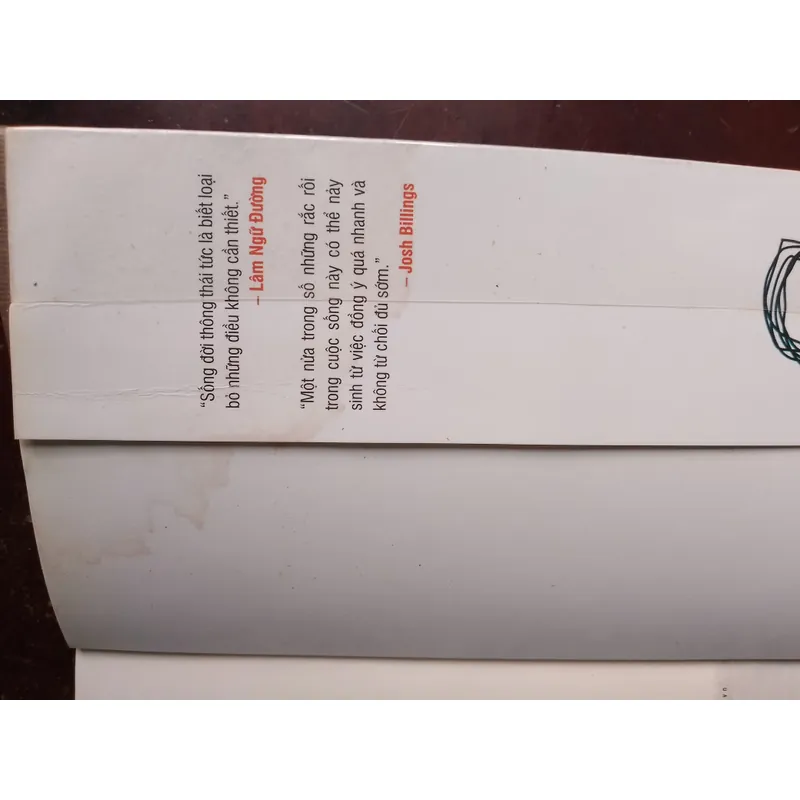 “Sống đời thông thái tức là biết loại
bỏ những điều không cần thiết.”
– Lâm Ngữ Đường
“Một nửa trong số những rắc rối
trong cuộc sống này có thể nảy
sinh từ việc đồng ý quá nhanh và
không từ chối đủ sớm.”
– Josh Billings
vn